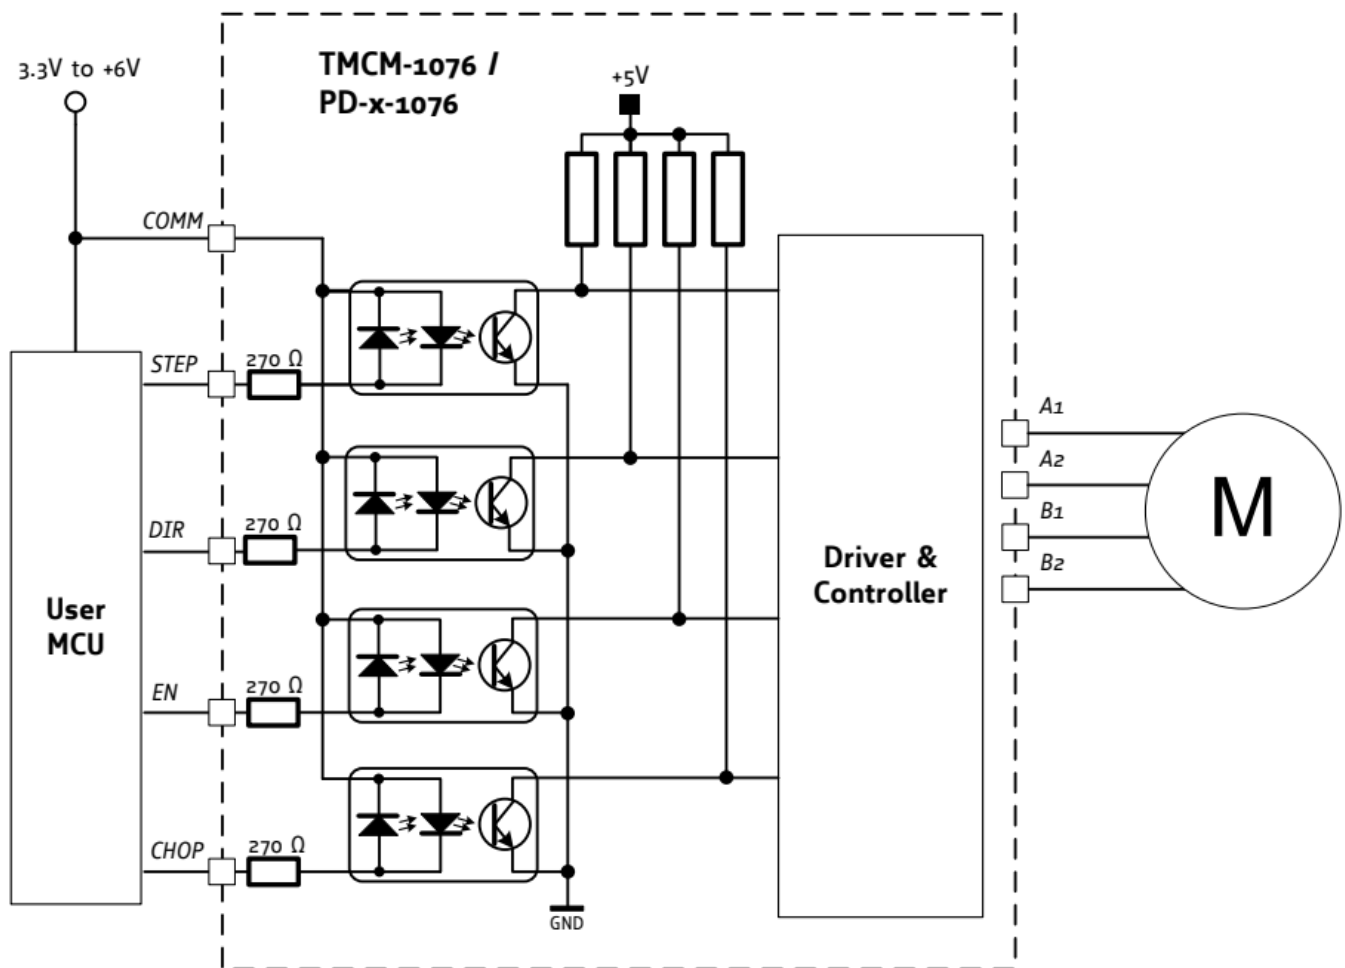 3.3V to +6V
TMCM-1076 /
PD-x-1076
+5V
COMM
STEP
270 Ω
DIR
270 Ω
EN
270 Ω
CHOP
270 Ω
User
MCU
GND
Driver &
Controller
A1
A2
B1
B2
M